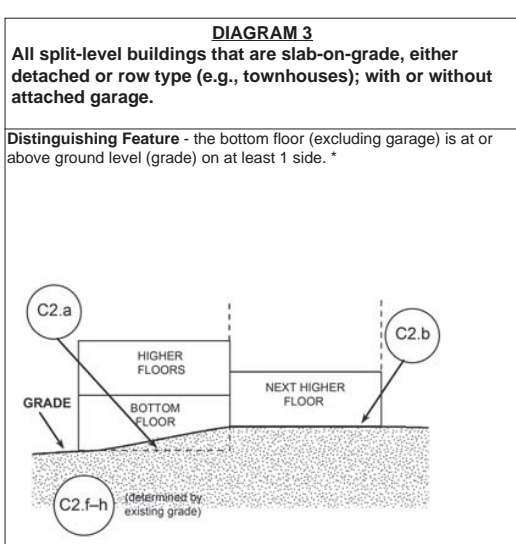 DIAGRAM 3
All split-level buildings that are slab-on-grade, either
detached or row type (e.g., townhouses); with or without
attached garage.
Distinguishing Feature - the bottom floor (excluding garage) is at or
above ground level (grade) on at least 1 side. *
C2.a
C2.b
HIGHER
FLOORS
NEXT HIGHER
FLOOR
GRADE
BOTTOM
FLOOR
C2.f–h
(determined by
existing grade)